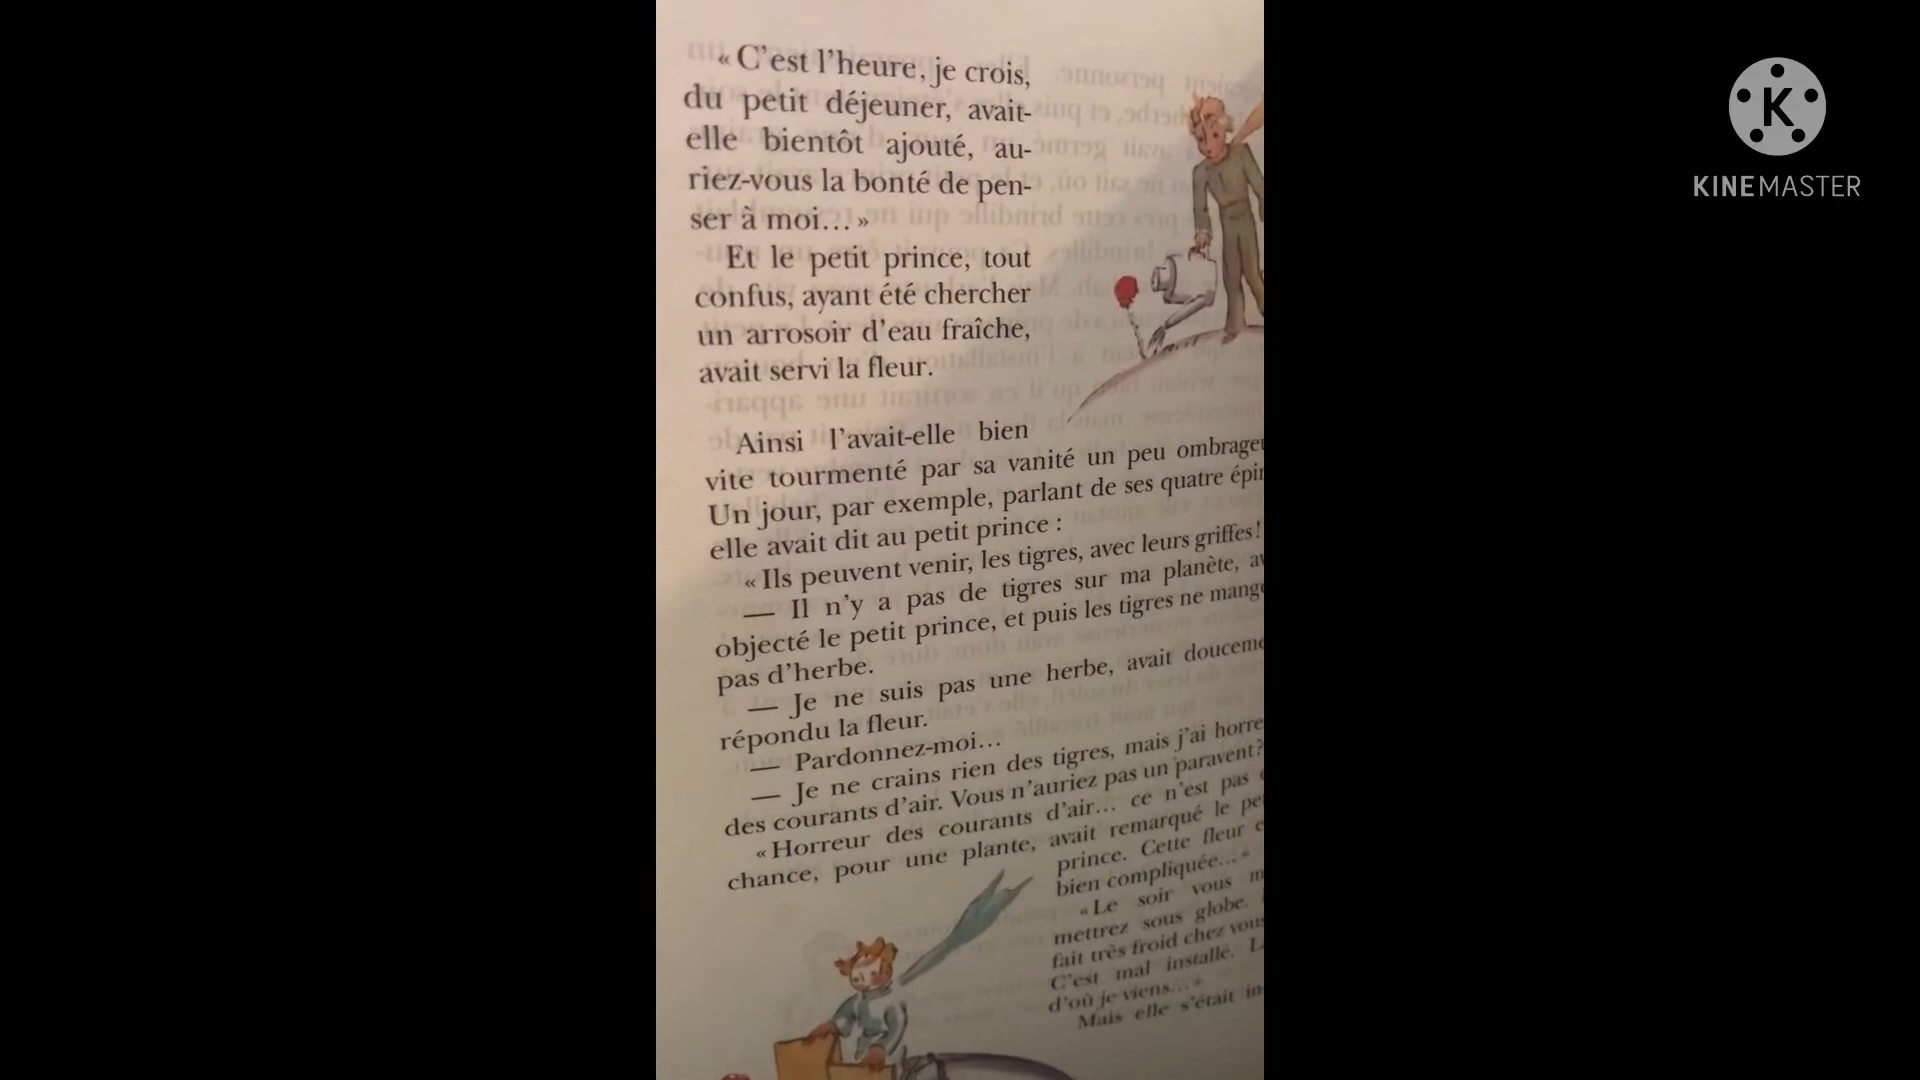 « C'est l'heure, je crois,
du petit déjeuner, avait-
elle bientôt ajouté, au-
riez-vous la bonté de pen-
ser à moi... »
Et le petit prince, tout
confus, ayant été chercher
un arrosoir d'eau fraîche,
avait servi la fleur.
Ainsi l'avait-elle bien
vite tourmenté par sa vanité un peu
Un jour, par exemple, parlant de ses quatre
elle avait dit au petit prince :
« Ils peuvent venir, les tigres, avec leurs griffes!
— Il n'y a pas de tigres sur ma planète,
objecté le petit prince, et puis les tigres ne
pas d'herbe.
— Je ne suis pas une herbe, avait
répondu la fleur.
— Pardonnez-moi...
— Je ne crains rien des tigres, mais j'ai
des courants d'air. Vous n'auriez pas un paravent?
« Horreur des courants d'air... ce n'est pas
chance, pour une plante, avait remarqué le
prince. Cette fleur
bien compliquée... »
« Le soir vous
mettrez sous globe.
fait très froid chez vous
C'est mal installé.
d'où je viens... »
Mais elle s'était
KINEMASTER